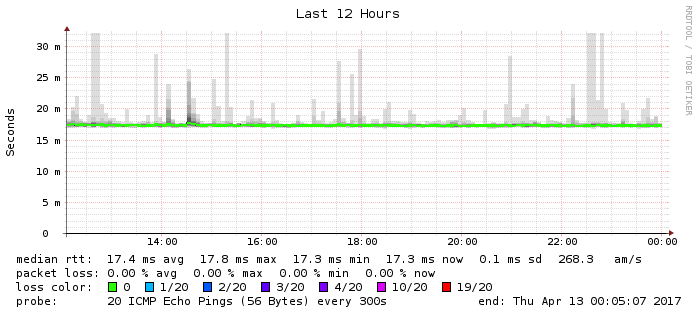 Last 12 Hours
RRDTOOL / TOBI OETIKER
Seconds
30 m
25 m
20 m
15 m
10 m
5 m
0
14:00 16:00 18:00 20:00 22:00 00:00
median rtt: 17.4 ms avg 17.8 ms max 17.3 ms min 17.3 ms now 0.1 ms sd 268.3 am/s
packet loss: 0.00 % avg 0.00 % max 0.00 % min 0.00 % now
loss color: 0 1/20 2/20 3/20 4/20 10/20 19/20
probe: 20 ICMP Echo Pings (56 Bytes) every 300s end: Thu Apr 13 00:05:07 2017